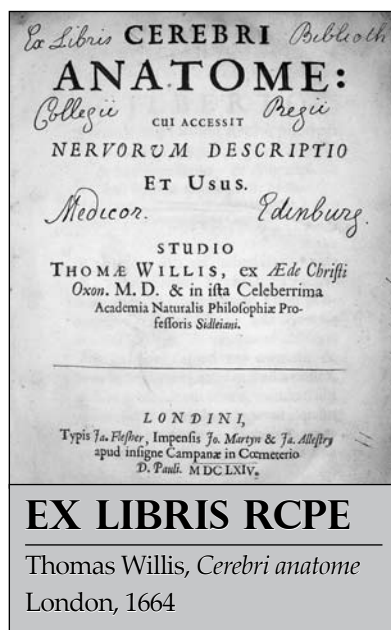 Ex Libris CEREBRI Biblioth
ANATOME:
Collegii CUI ACCESSIT Regii
NERVORVM DESCRIPTIO
ET USUS.
Medicor. Edinburg.
STUDIO
THOMÆ WILLIS, ex Æde Chriſti
Oxon. M. D. & in iſta Celeberrima
Academia Naturalis Philoſophiæ Pro-
feſſoris Sidleiani.
LONDINI,
Typis Ja. Fleſher, Impenſis Jo. Martyn & Ja. Alleſtry
apud inſigne Campanæ in Cœmeterio
D. Pauli. MDCLXIV.
EX LIBRIS RCPE
Thomas Willis, Cerebri anatome
London, 1664